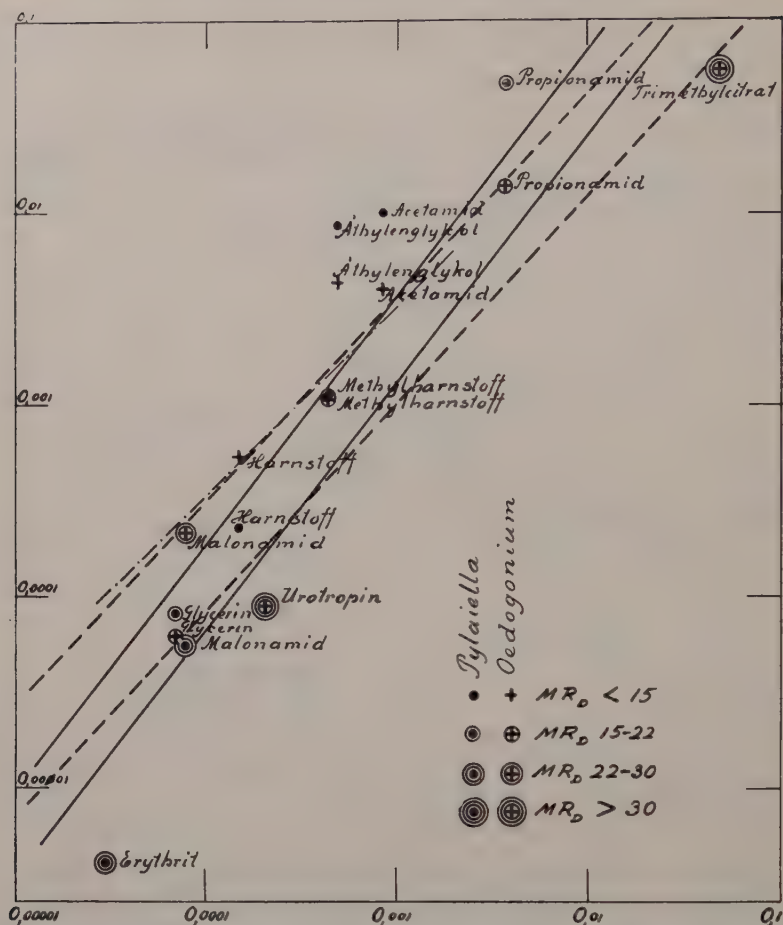 0,1
Propionamid
Trimethylcitrat
Propionamid
0,01
Acetamid
Äthylenglykol
Äthylenglykol
Acetamid
Methylharnstoff
Methylharnstoff
0,001
Harnstoff
Harnstoff
Malonamid
0,0001
Urotropin
Glycerin
Glycerin
Malonamid
Pylaiella
Oedogonium
MR_D < 15
MR_D 15-22
MR_D 22-30
MR_D > 30
0,00001
Erythrit
0,00001 0,0001 0,001 0,01 0,1